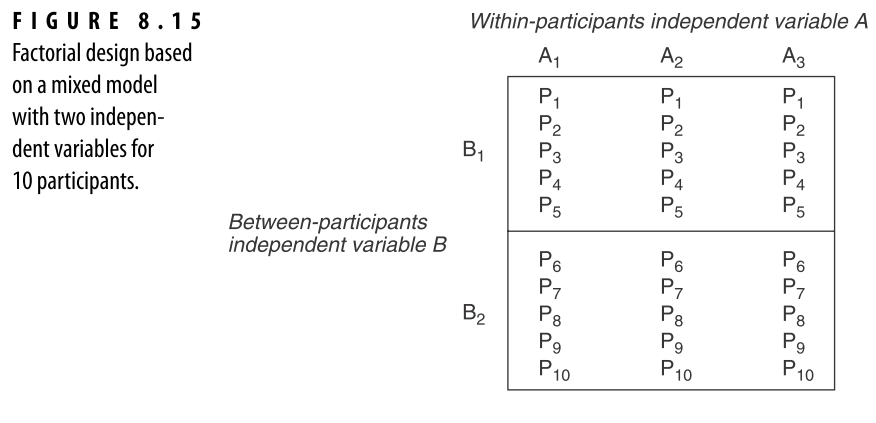 FIGURE 8.15
Factorial design based
on a mixed model
with two indepen-
dent variables for
10 participants.
Within-participants independent variable A
A₁ A₂ A₃
Between-participants
independent variable B
B₁
P₁ P₁ P₁
P₂ P₂ P₂
P₃ P₃ P₃
P₄ P₄ P₄
P₅ P₅ P₅
B₂
P₆ P₆ P₆
P₇ P₇ P₇
P₈ P₈ P₈
P₉ P₉ P₉
P₁₀ P₁₀ P₁₀